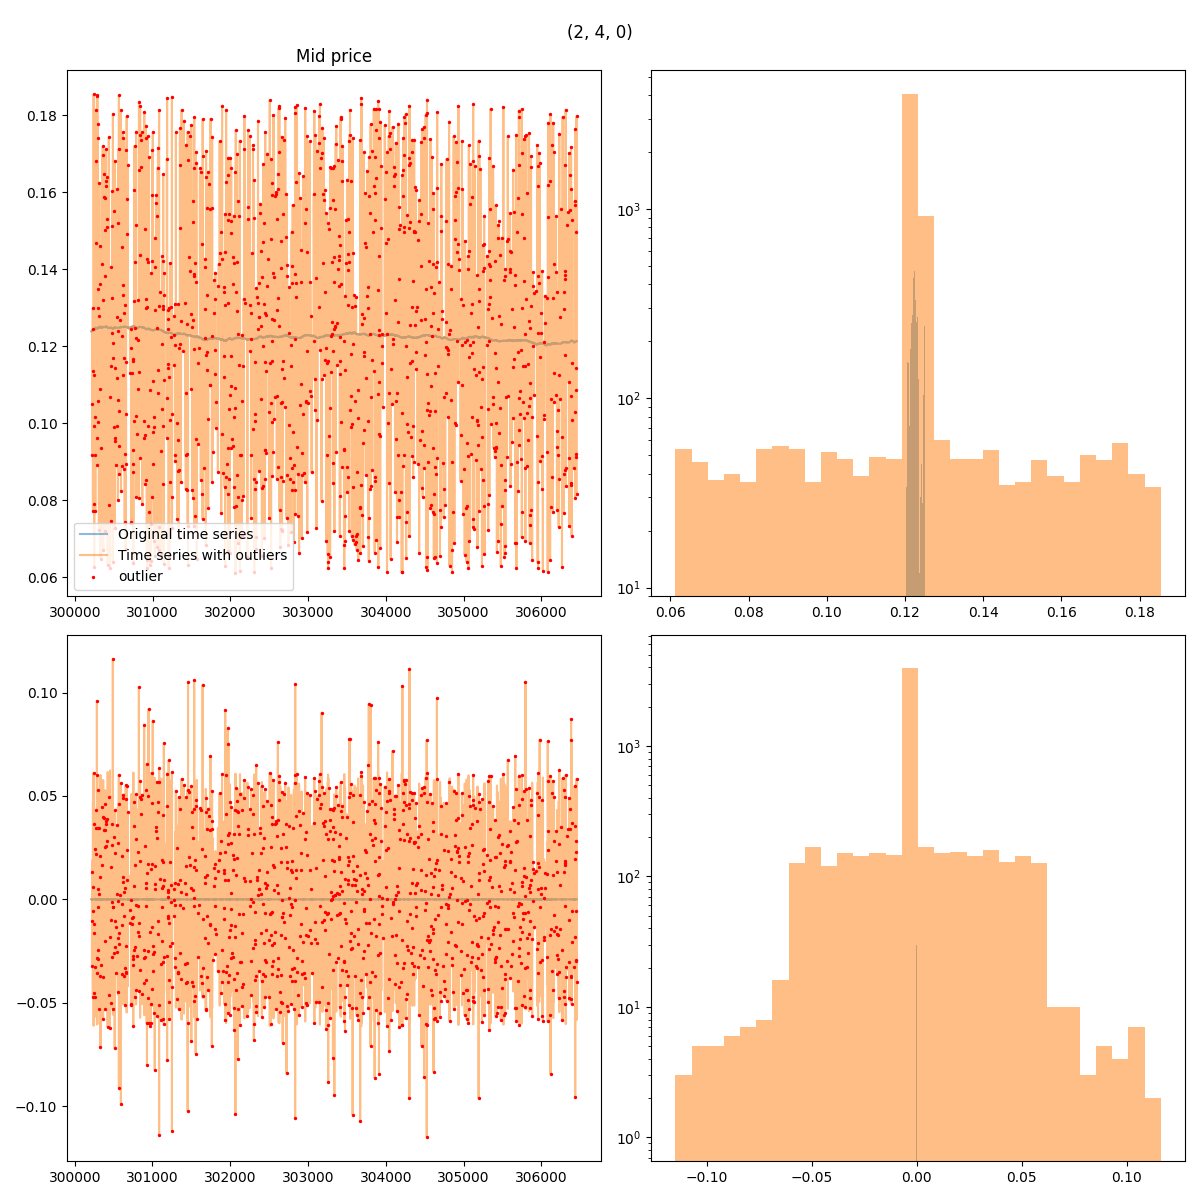 (2, 4, 0)
Mid price
0.18
0.16
0.14
0.12
0.10
0.08
0.06
Original time series
Time series with outliers
outlier
300000 301000 302000 303000 304000 305000 306000
10³
10²
10¹
0.06 0.08 0.10 0.12 0.14 0.16 0.18
0.10
0.05
0.00
−0.05
−0.10
300000 301000 302000 303000 304000 305000 306000
10³
10²
10¹
10⁰
−0.10 −0.05 0.00 0.05 0.10